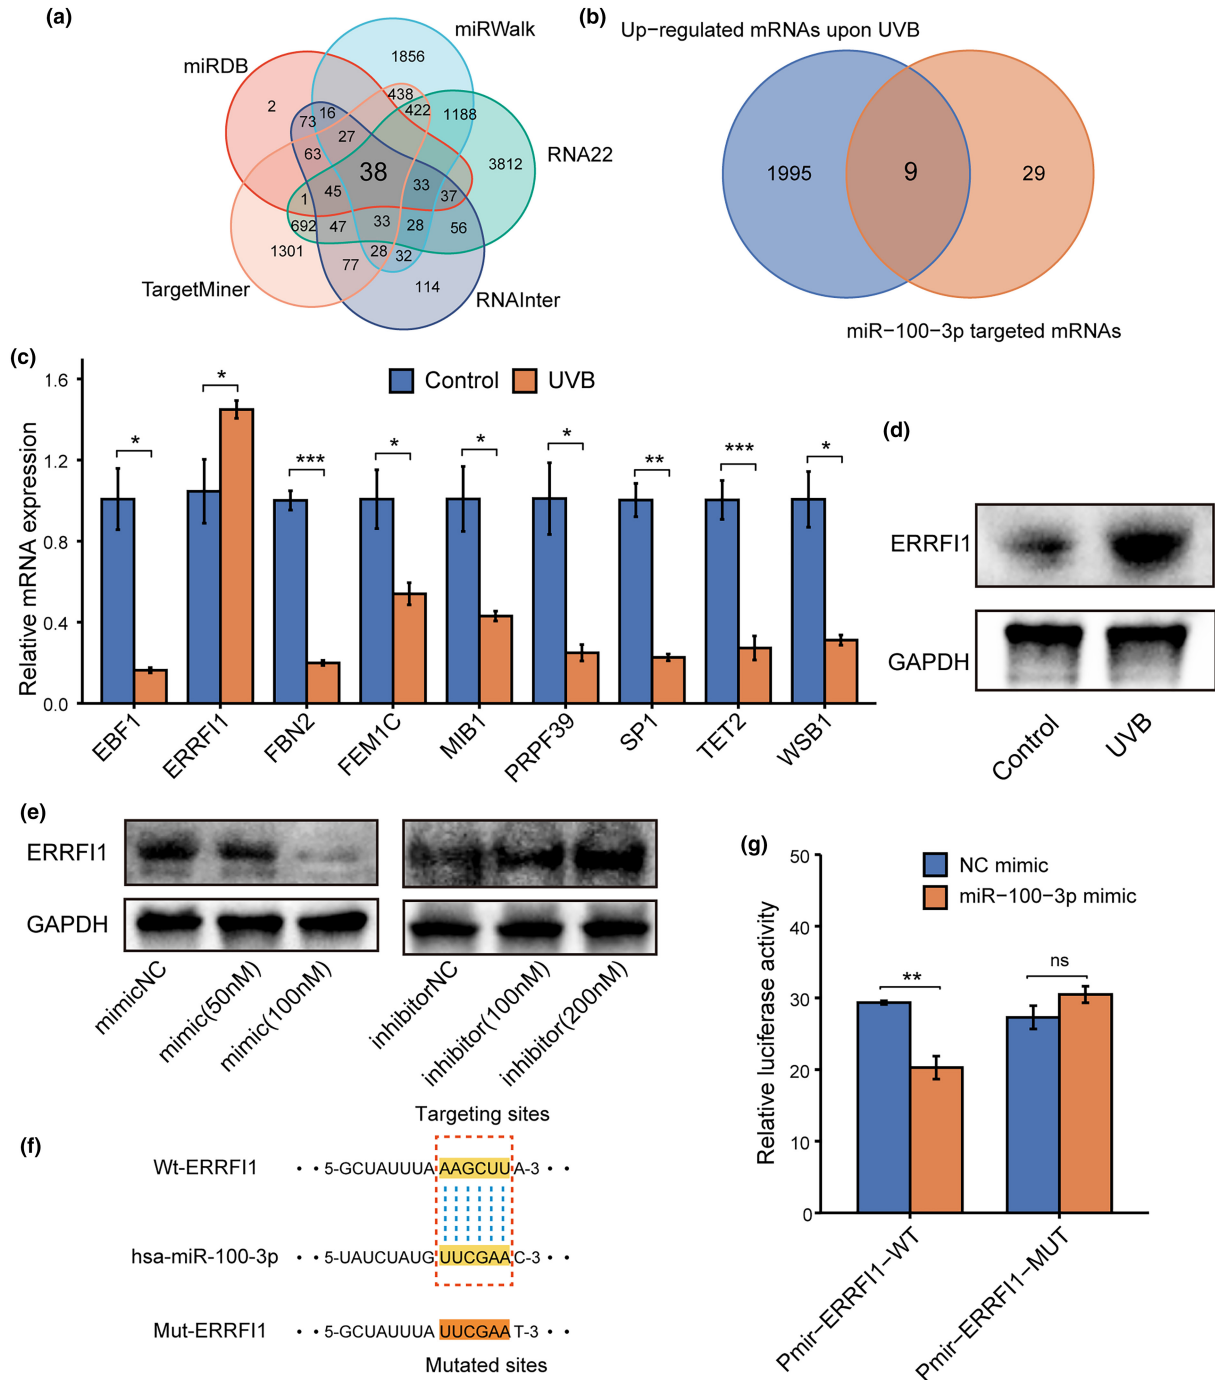 (a)
miRWalk
miRDB
RNA22
TargetMiner
RNAInter
1856
2
438
422
1188
73
16
27
63
38
3812
33
37
1
45
692
47
33
28
56
1301
77
28
32
114
(b)
Up−regulated mRNAs upon UVB
1995
9
29
miR−100−3p targeted mRNAs
(c)
Control
UVB
Relative mRNA expression
1.6
1.2
0.8
0.4
0.0
*
*
***
*
*
*
**
***
*
EBF1
ERRFI1
FBN2
FEM1C
MIB1
PRPF39
SP1
TET2
WSB1
(d)
ERRFI1
GAPDH
Control
UVB
(e)
ERRFI1
GAPDH
mimicNC
mimic(50nM)
mimic(100nM)
inhibitorNC
inhibitor(100nM)
inhibitor(200nM)
(f)
Targeting sites
Wt-ERRFI1 • • 5-GCUAUUUA AAGCUU A-3 • •
hsa-miR-100-3p • • 5-UAUCUAUG UUCGAA C-3 • •
Mut-ERRFI1 • • 5-GCUAUUUA UUCGAA T-3 • •
Mutated sites
(g)
NC mimic
miR−100−3p mimic
Relative luciferase activity
50
40
30
20
10
0
**
ns
Pmir−ERRFI1−WT
Pmir−ERRFI1−MUT